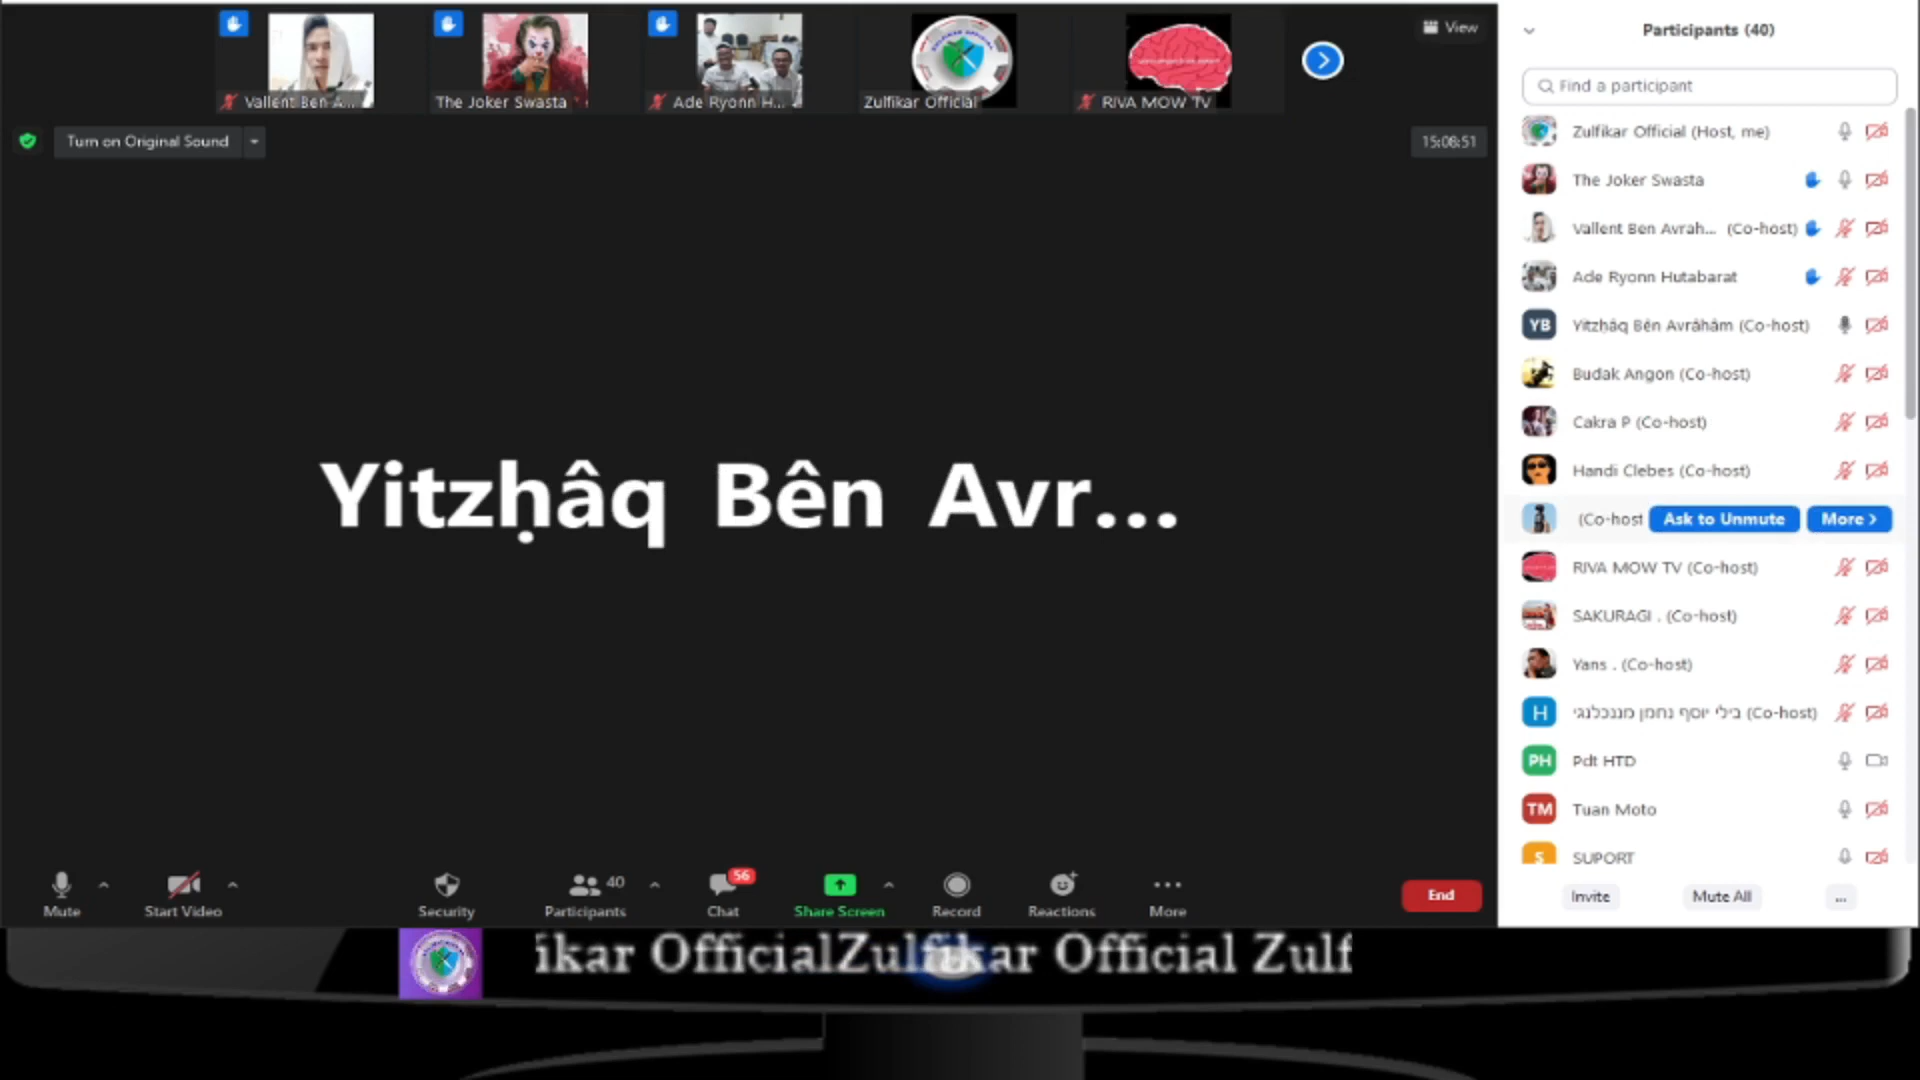 View
Vallent Ben A...
The Joker Swasta
Ade Ryonn H...
Zulfikar Official
RIVA MOW TV
Turn on Original Sound
15:08:51
Yitzḥâq Bên Avr...
Mute
Start Video
Security
40
Participants
56
Chat
Share Screen
Record
Reactions
More
End
Participants (40)
Find a participant
Zulfikar Official (Host, me)
The Joker Swasta
Vallent Ben Avrah... (Co-host)
Ade Ryonn Hutabarat
YB Yitzḥâq Bên Avrâhâm (Co-host)
Budak Angon (Co-host)
Cakra P (Co-host)
Handi Clebes (Co-host)
(Co-host Ask to Unmute More
RIVA MOW TV (Co-host)
SAKURAGI . (Co-host)
Yans . (Co-host)
H בילי יוסף נחמן מננכלנגי (Co-host)
PH Pdt HTD
TM Tuan Moto
S SUPORT
Invite Mute All ...
ikar OfficialZulfikar Official Zulf